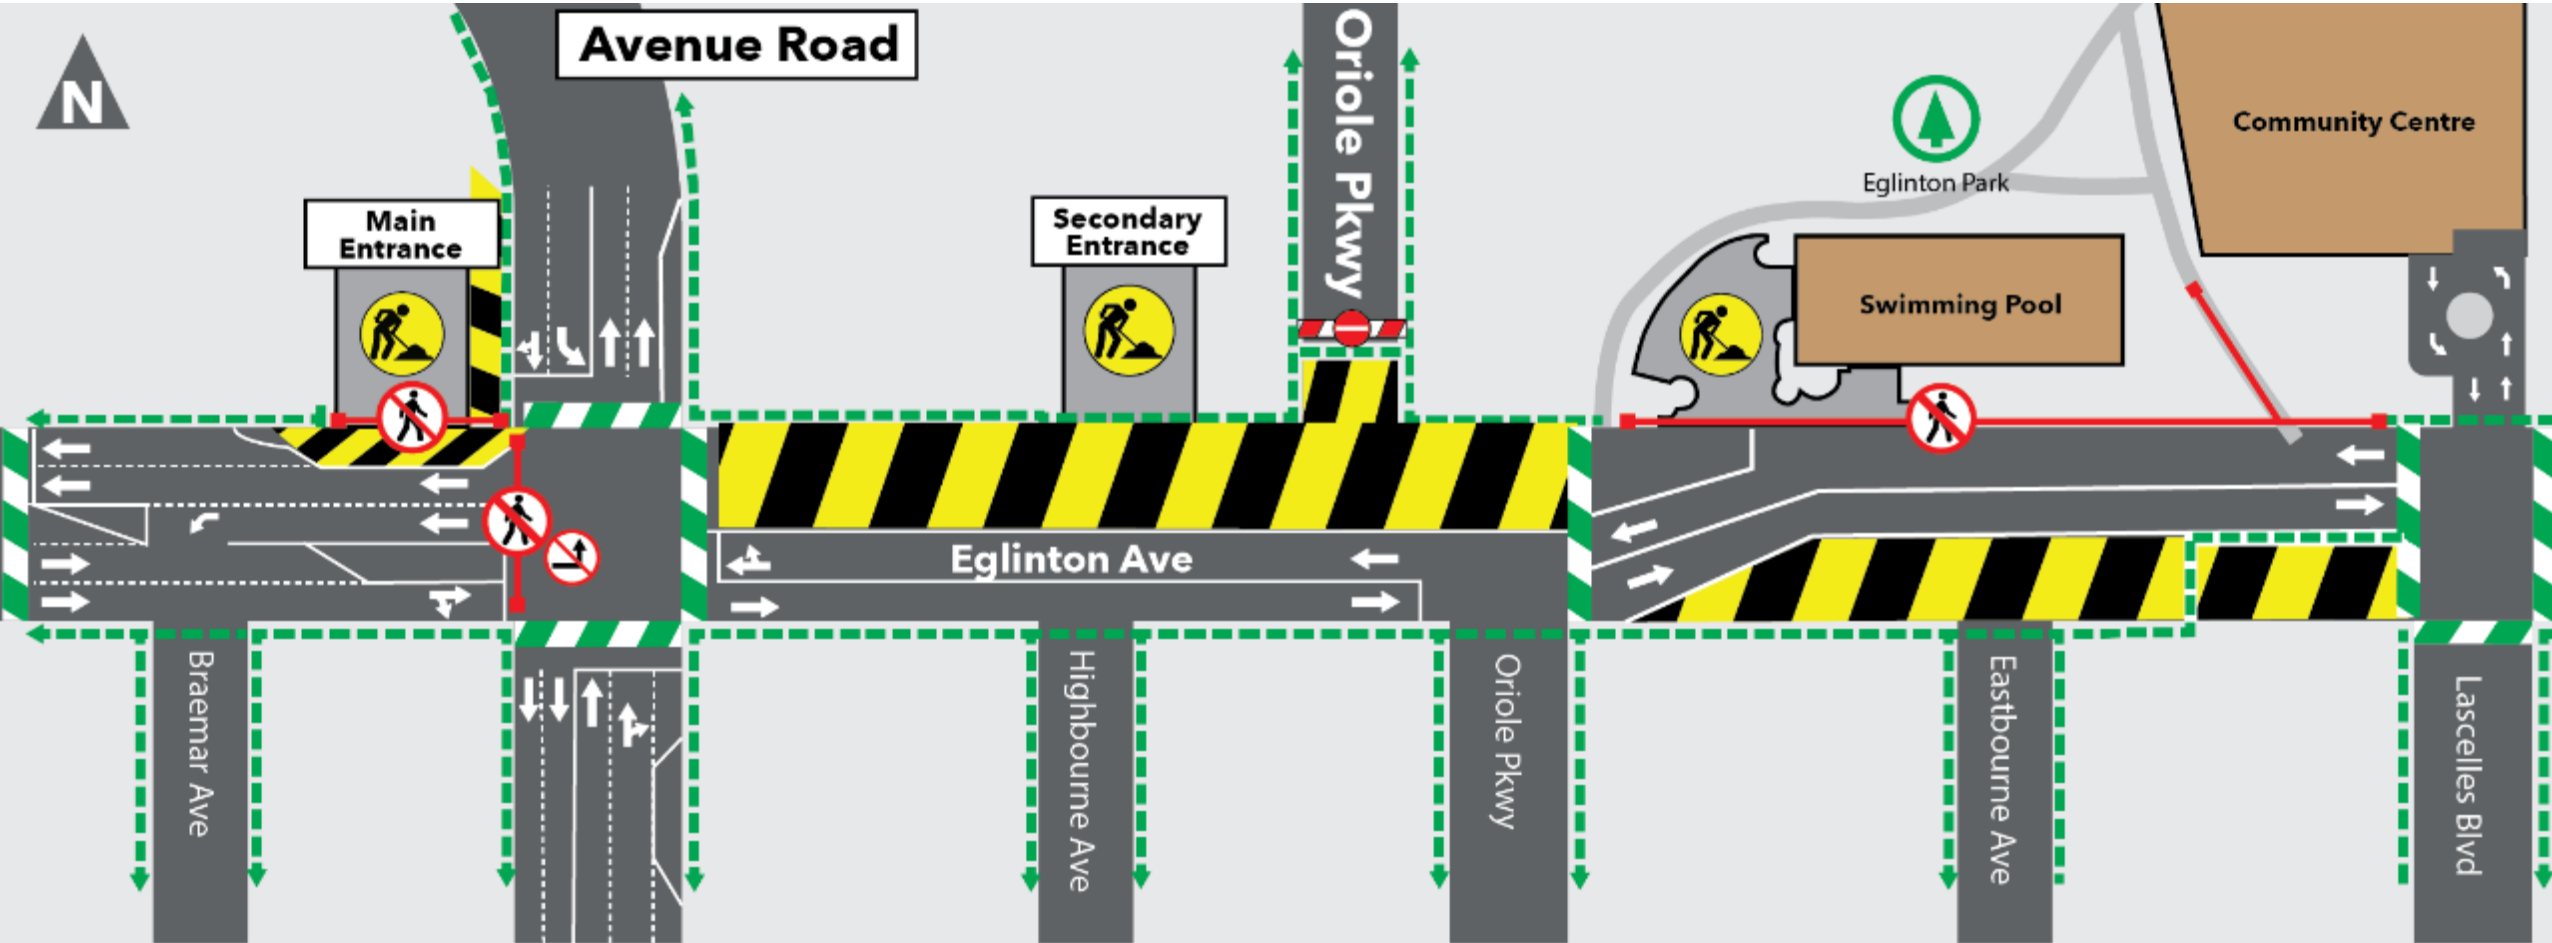 N
Avenue Road
Oriole Pkwy
Community Centre
Eglinton Park
Main
Entrance
Secondary
Entrance
Swimming Pool
Eglinton Ave
Braemar Ave
Highbourne Ave
Oriole Pkwy
Eastbourne Ave
Lascelles Blvd